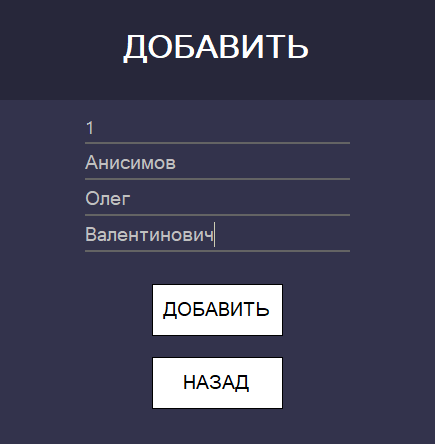 ДОБАВИТЬ
1
Анисимов
Олег
Валентинович
ДОБАВИТЬ
НАЗАД